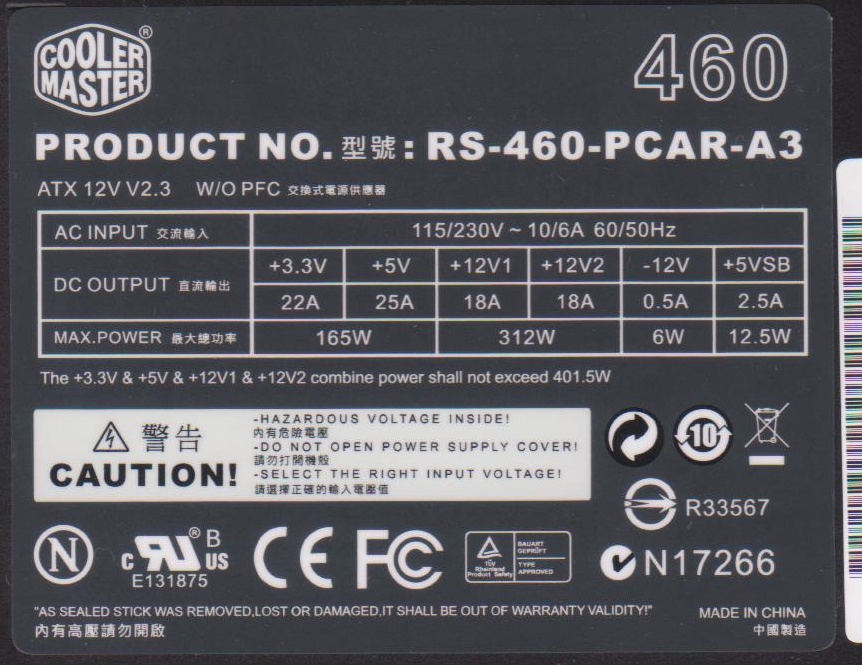 COOLER MASTER ®
460
PRODUCT NO. 型號 : RS-460-PCAR-A3
ATX 12V V2.3 W/O PFC 交換式電源供應器
AC INPUT 交流輸入 115/230V ~ 10/6A 60/50Hz
DC OUTPUT 直流輸出 +3.3V +5V +12V1 +12V2 -12V +5VSB
22A 25A 18A 18A 0.5A 2.5A
MAX.POWER 最大總功率 165W 312W 6W 12.5W
The +3.3V & +5V & +12V1 & +12V2 combine power shall not exceed 401.5W
警告
CAUTION!
-HAZARDOUS VOLTAGE INSIDE!
內有危險電壓
-DO NOT OPEN POWER SUPPLY COVER!
請勿打開機殼
-SELECT THE RIGHT INPUT VOLTAGE!
請選擇正確的輸入電壓值
10
R33567
N
c RU ® US B
E131875
CE
FC
TÜV Rheinland Product Safety
BAUART GEPRÜFT
TYPE APPROVED
N17266
"AS SEALED STICK WAS REMOVED,LOST OR DAMAGED,IT SHALL BE OUT OF WARRANTY VALIDITY!"
MADE IN CHINA
內有高壓請勿開啟
中國製造